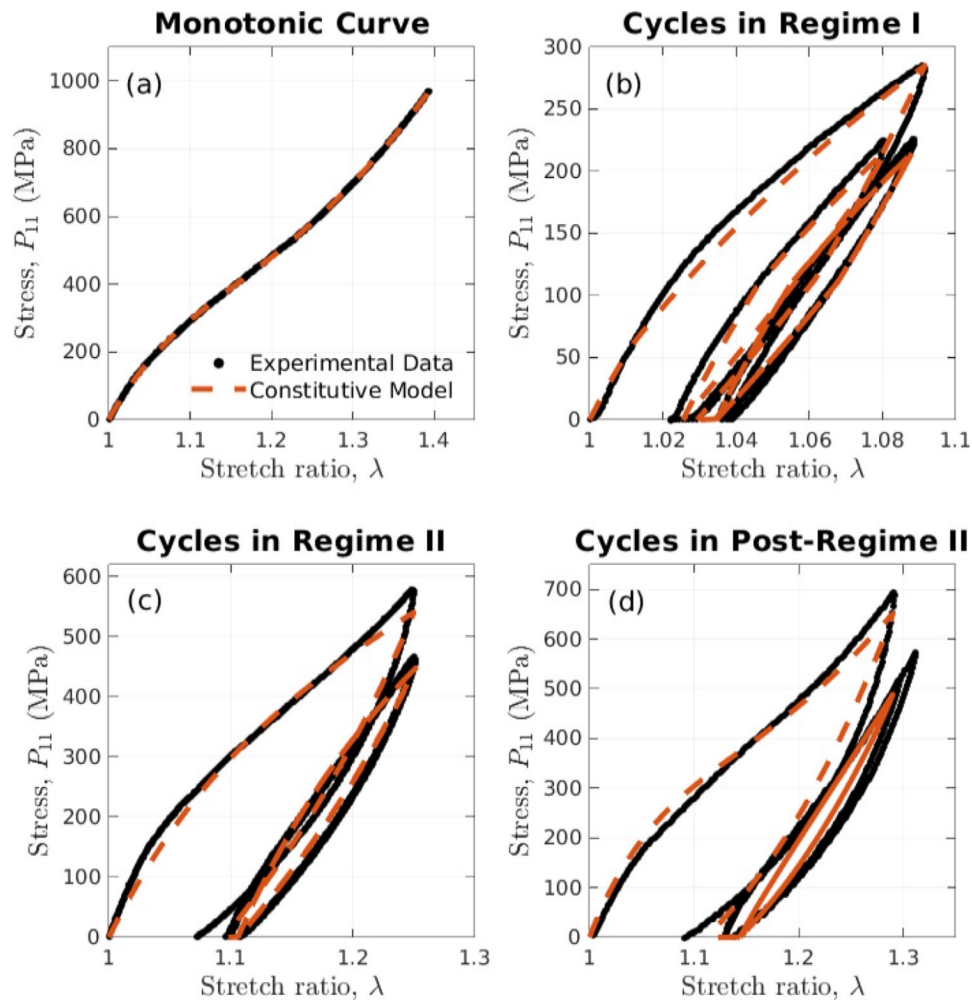 Monotonic Curve
(a)
1000
800
600
400
200
0
1
1.1
1.2
1.3
1.4
Stress, P₁₁ (MPa)
Stretch ratio, λ
Experimental Data
Constitutive Model
Cycles in Regime I
(b)
300
250
200
150
100
50
0
1
1.02
1.04
1.06
1.08
1.1
Stress, P₁₁ (MPa)
Stretch ratio, λ
Cycles in Regime II
(c)
600
500
400
300
200
100
0
1
1.1
1.2
1.3
Stress, P₁₁ (MPa)
Stretch ratio, λ
Cycles in Post-Regime II
(d)
700
600
500
400
300
200
100
0
1
1.1
1.2
1.3
Stress, P₁₁ (MPa)
Stretch ratio, λ